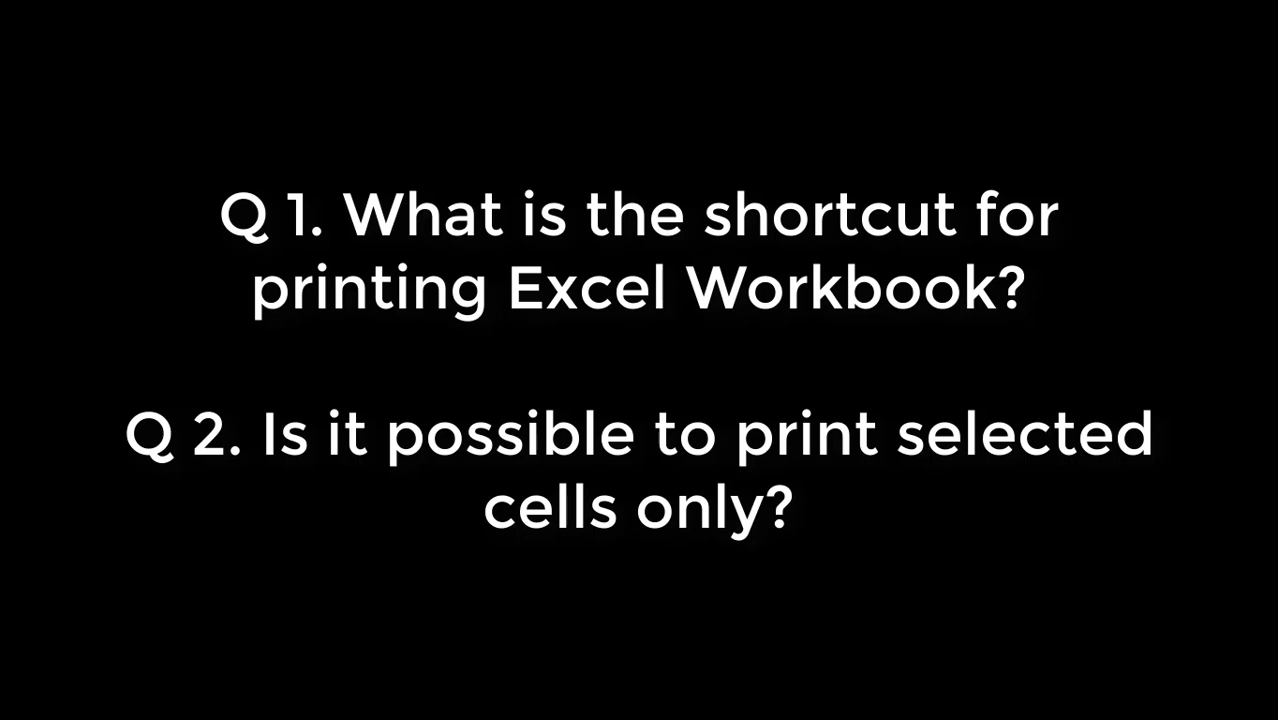 Q 1. What is the shortcut for
printing Excel Workbook?
Q 2. Is it possible to print selected
cells only?